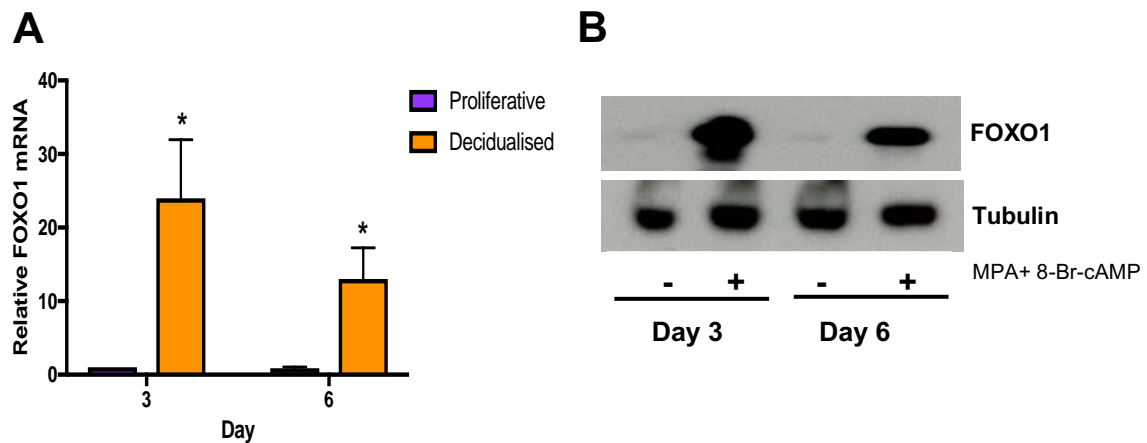 A
Relative FOXO1 mRNA
40
30
20
10
0
*
*
3
6
Day
Proliferative
Decidualised
B
FOXO1
Tubulin
- + - + MPA+ 8-Br-cAMP
Day 3 Day 6